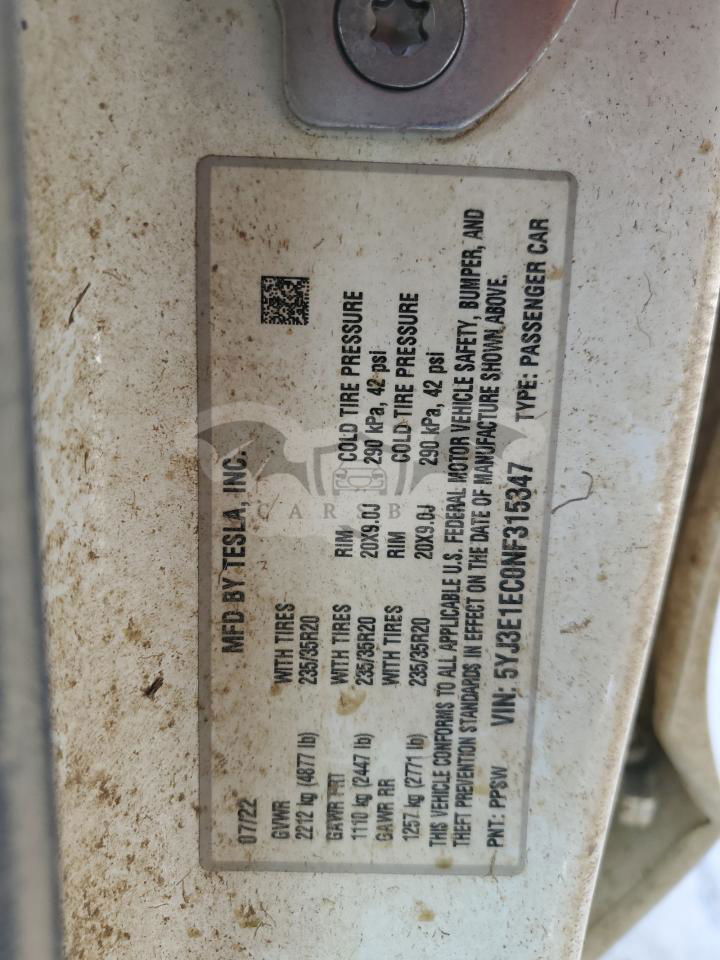 07/22 MFD BY TESLA, INC.
GVWR WITH TIRES
2212 kg (4877 lb) 235/35R20
GAWR FRT WITH TIRES RIM COLD TIRE PRESSURE
1110 kg (2447 lb) 235/35R20 20X9.0J 290 kPa, 42 psi
GAWR RR WITH TIRES RIM COLD TIRE PRESSURE
1257 kg (2771 lb) 235/35R20 20X9.0J 290 kPa, 42 psi
THIS VEHICLE CONFORMS TO ALL APPLICABLE U.S. FEDERAL MOTOR VEHICLE SAFETY, BUMPER, AND
THEFT PREVENTION STANDARDS IN EFFECT ON THE DATE OF MANUFACTURE SHOWN ABOVE.
PNT: PPSW VIN: 5YJ3E1EC0NF315347 TYPE: PASSENGER CAR